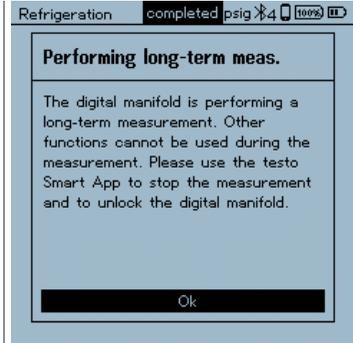 Refrigeration completed psig 4 100%
Performing long-term meas.
The digital manifold is performing a
long-term measurement. Other
functions cannot be used during the
measurement. Please use the testo
Smart App to stop the measurement
and to unlock the digital manifold.
Ok